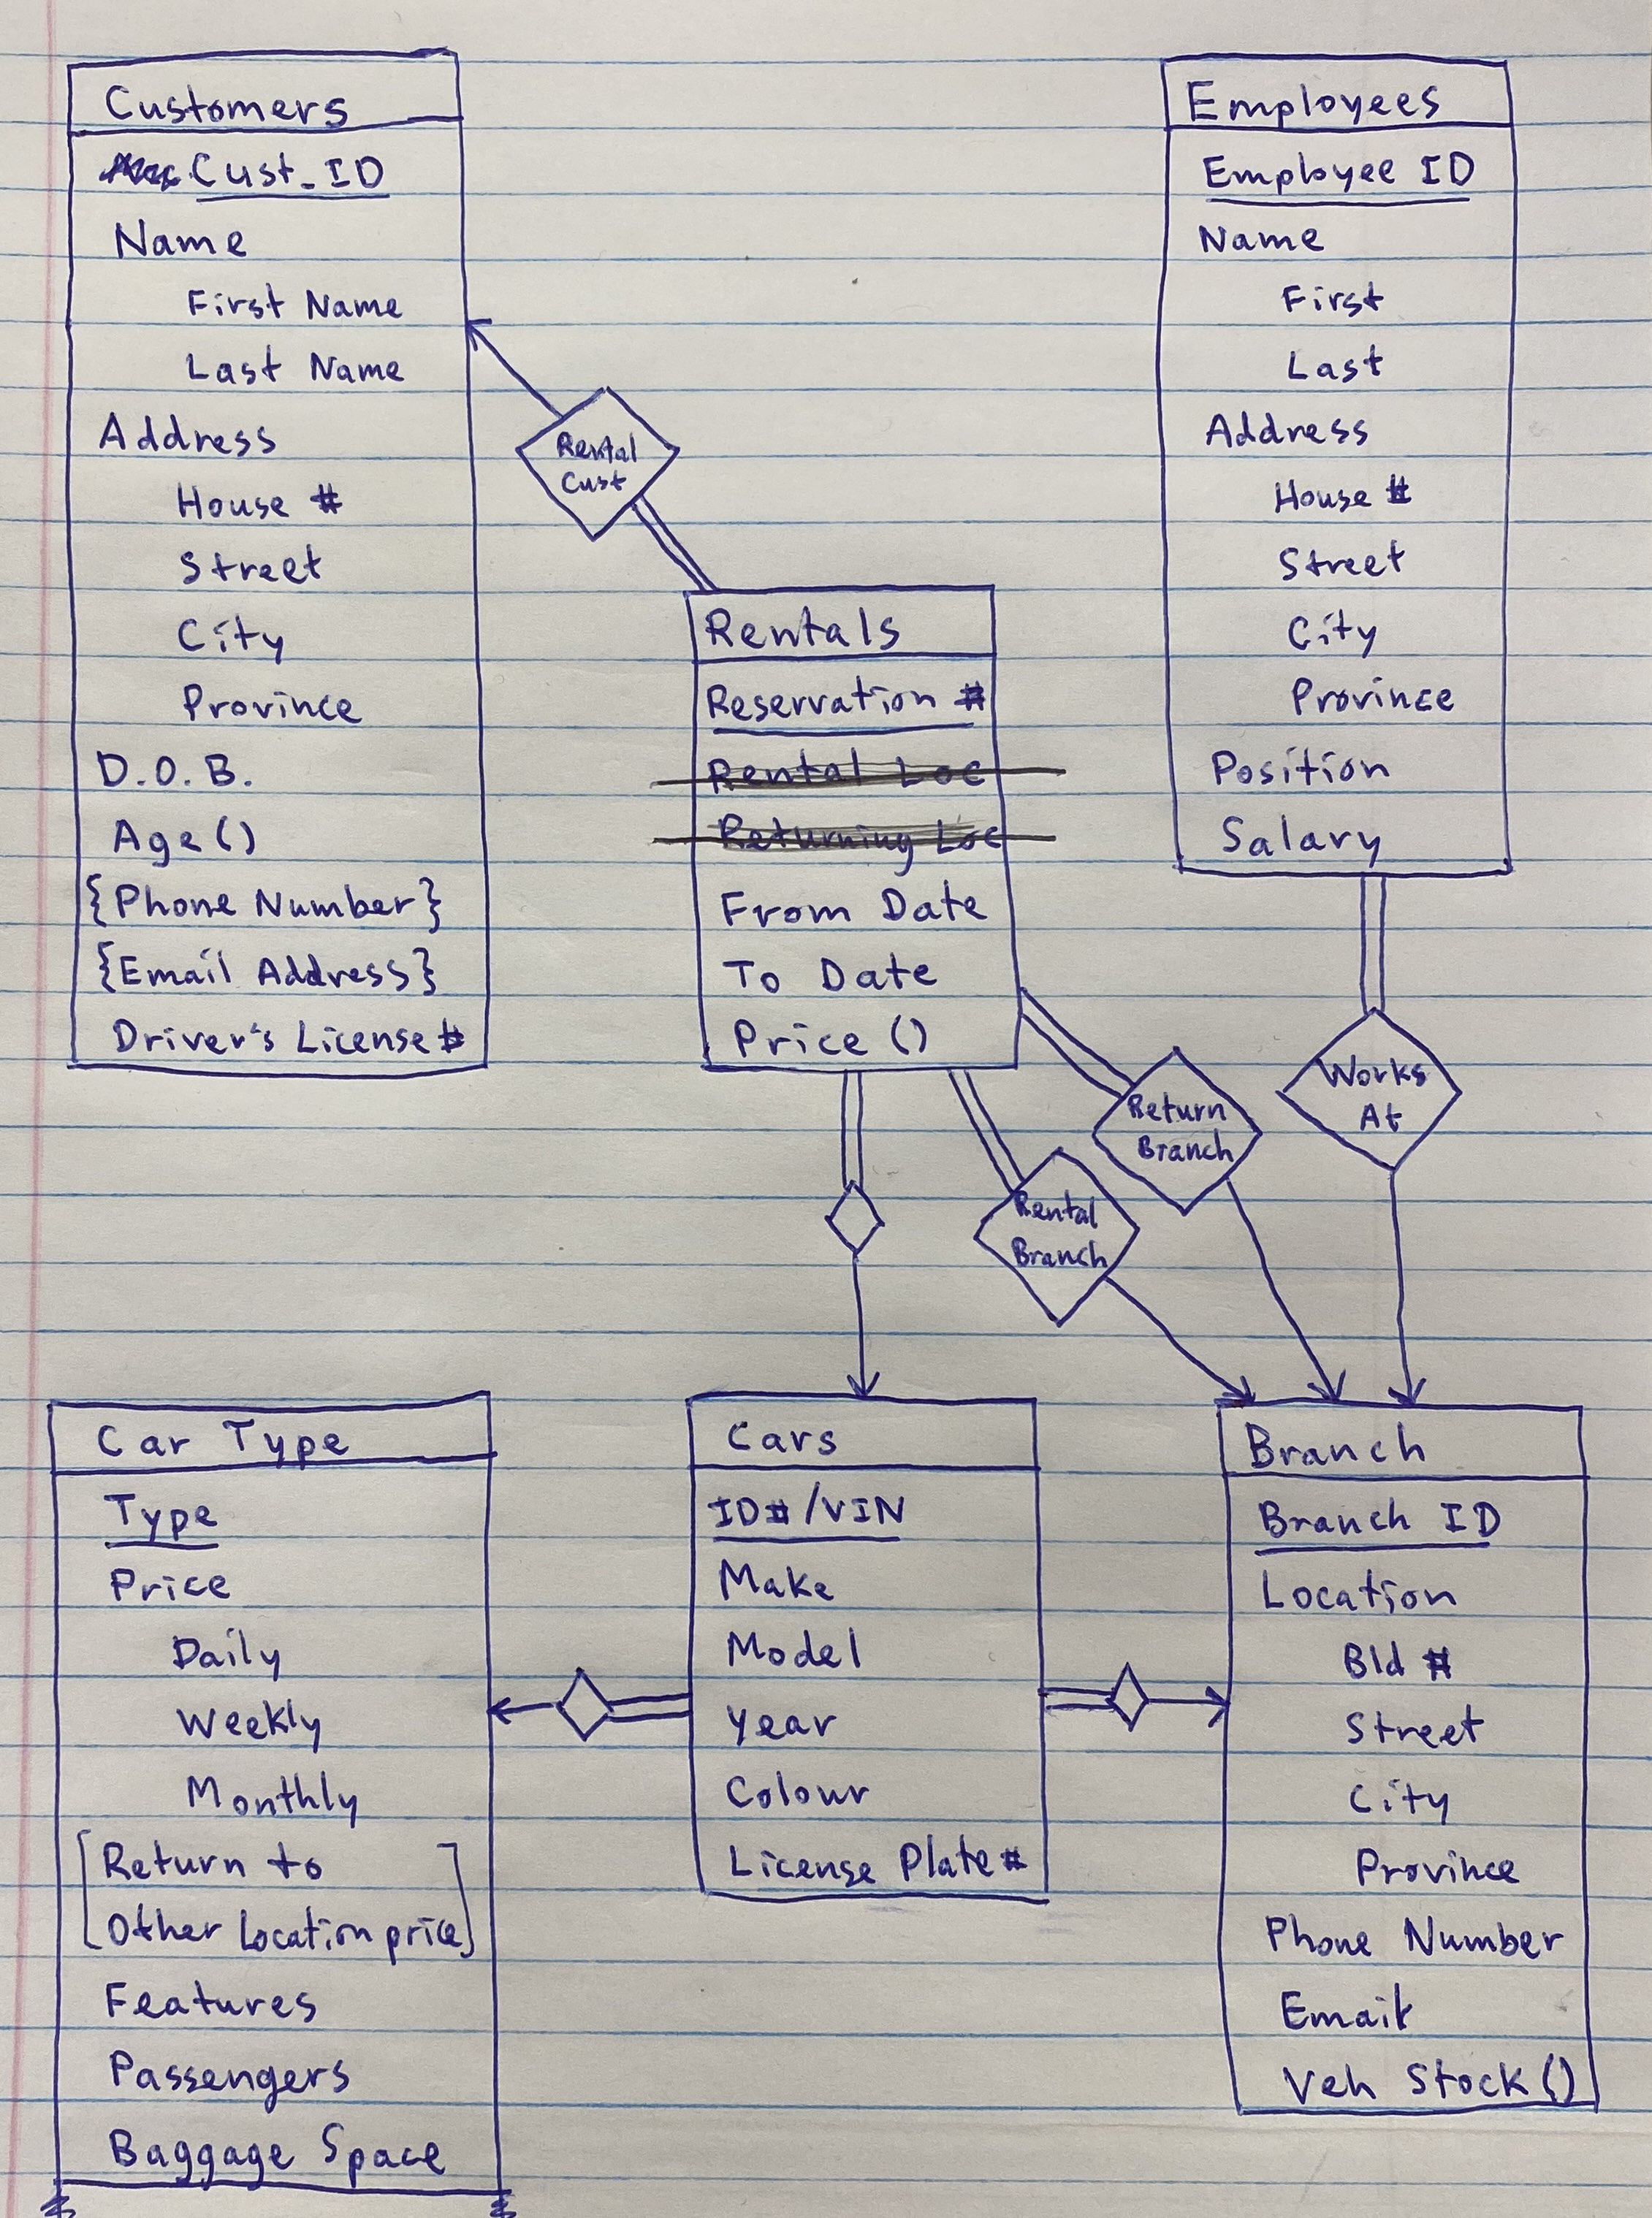 Customers
Cust_ID
Name
First Name
Last Name
Address
House #
Street
City
Province
D.O.B.
Age ()
{Phone Number}
{Email Address}
Driver's License #
Rental
Cust
Employees
Employee ID
Name
First
Last
Address
House #
Street
City
Province
Position
Salary
Rentals
Reservation #
Rental Loc
Returning Loc
From Date
To Date
Price ()
Return
Branch
Works
At
Rental
Branch
Car Type
Type
Price
Daily
Weekly
Monthly
[Return to
Other Location price]
Features
Passengers
Baggage Space
Cars
ID# /VIN
Make
Model
Year
Colour
License Plate #
Branch
Branch ID
Location
Bld #
Street
City
Province
Phone Number
Email
Veh Stock ()